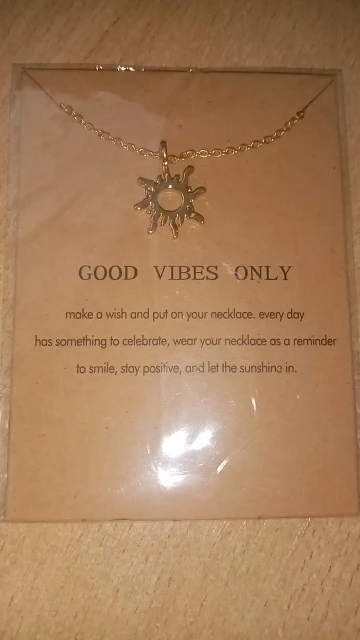 GOOD VIBES ONLY
make a wish and put on your necklace. every day
has something to celebrate, wear your necklace as a reminder
to smile, stay positive, and let the sunshine in.